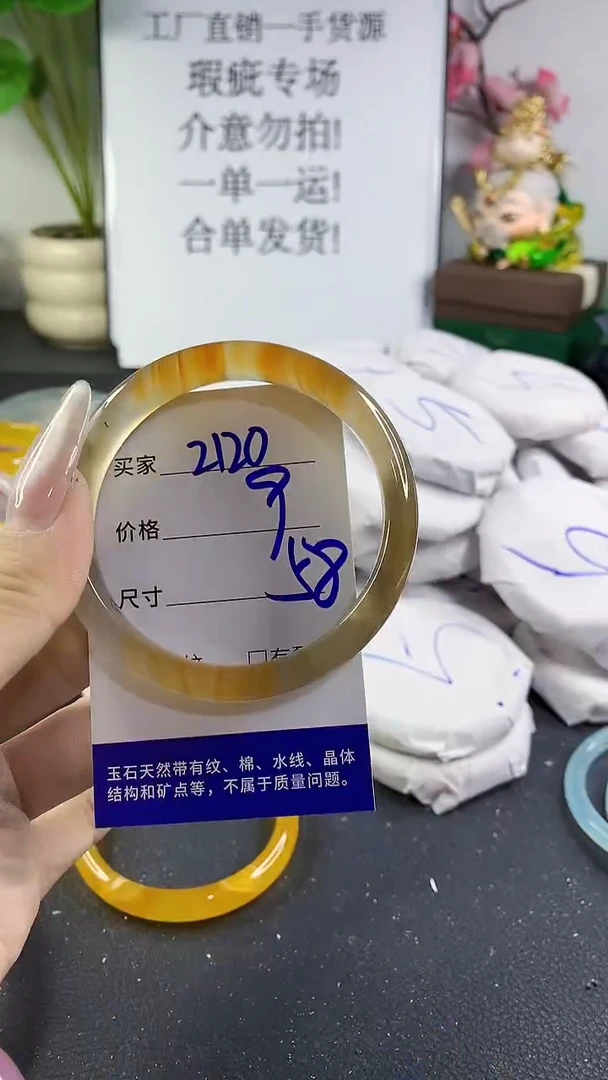 工厂直销一手货源
瑕疵专场
介意勿拍!
一单一运!
合单发货!
买家 2120
价格 9
尺寸 58
玉石天然带有纹、棉、水线、晶体
结构和矿点等，不属于质量问题。